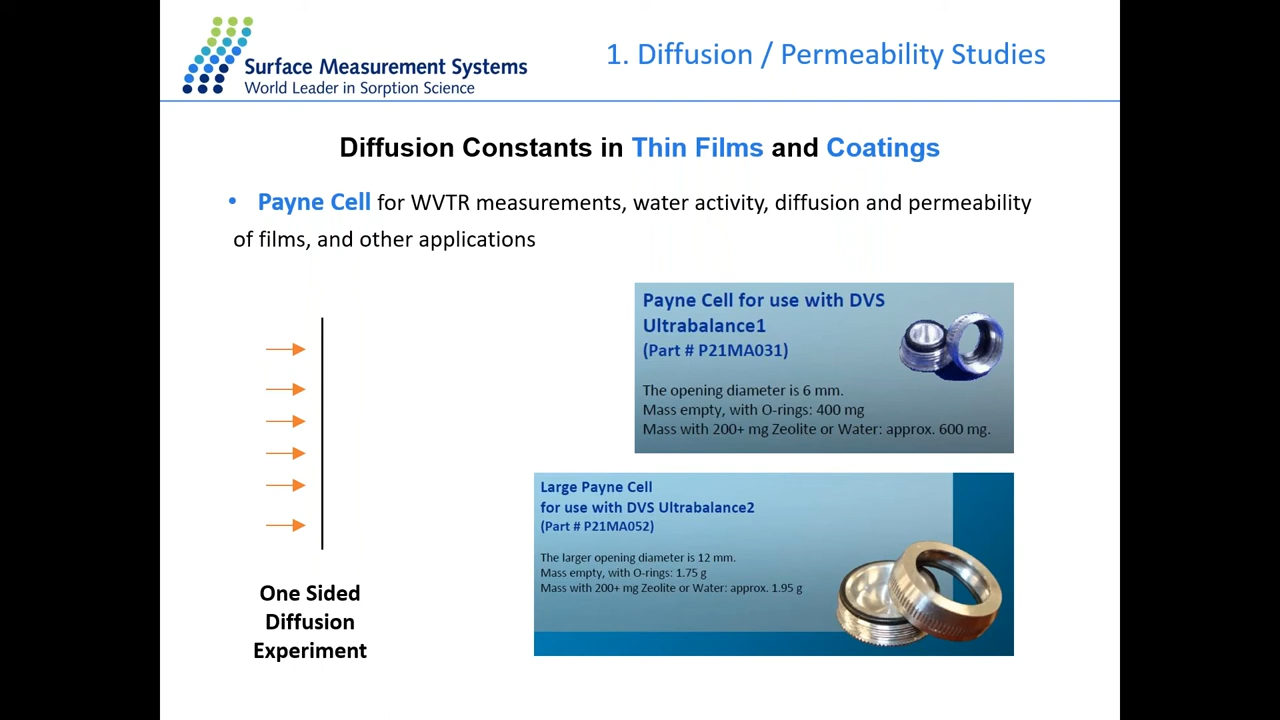 Surface Measurement Systems
World Leader in Sorption Science
1. Diffusion / Permeability Studies
Diffusion Constants in Thin Films and Coatings
• Payne Cell for WVTR measurements, water activity, diffusion and permeability
of films, and other applications
Payne Cell for use with DVS
Ultrabalance1
(Part # P21MA031)
The opening diameter is 6 mm.
Mass empty, with O-rings: 400 mg
Mass with 200+ mg Zeolite or Water: approx. 600 mg.
Large Payne Cell
for use with DVS Ultrabalance2
(Part # P21MA052)
The larger opening diameter is 12 mm.
Mass empty, with O-rings: 1.75 g
Mass with 200+ mg Zeolite or Water: approx. 1.95 g
One Sided
Diffusion
Experiment